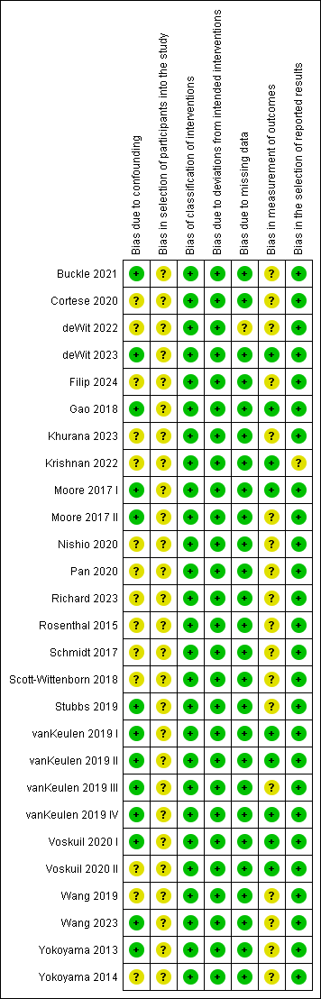 Bias due to confounding
Bias in selection of participants into the study
Bias of classification of interventions
Bias due to deviations from intended interventions
Bias due to missing data
Bias in measurement of outcomes
Bias in the selection of reported results
Buckle 2021 + ? + + + ? +
Cortese 2020 ? ? + + + ? +
deWit 2022 ? ? + + ? ? +
deWit 2023 + ? + + + + +
Filip 2024 ? ? + + + ? +
Gao 2018 + ? + + + + +
Khurana 2023 ? ? + + + ? +
Krishnan 2022 ? ? + + + + ?
Moore 2017 I + ? + + + + +
Moore 2017 II + ? + + + ? +
Nishio 2020 ? ? + + + ? +
Pan 2020 ? ? + + + ? +
Richard 2023 ? ? + + + ? +
Rosenthal 2015 ? ? + + + ? +
Schmidt 2017 ? ? + + + ? +
Scott-Wittenborn 2018 ? ? + + + ? +
Stubbs 2019 + ? + + + ? +
vanKeulen 2019 I + ? + + + + +
vanKeulen 2019 II + ? + + + + +
vanKeulen 2019 III + ? + + + ? +
vanKeulen 2019 IV + ? + + + + +
Voskuil 2020 I + ? + + + + +
Voskuil 2020 II ? ? + + + + +
Wang 2019 ? ? + + + ? +
Wang 2023 + ? + + + ? +
Yokoyama 2013 + ? + + + ? +
Yokoyama 2014 ? ? + + + ? +